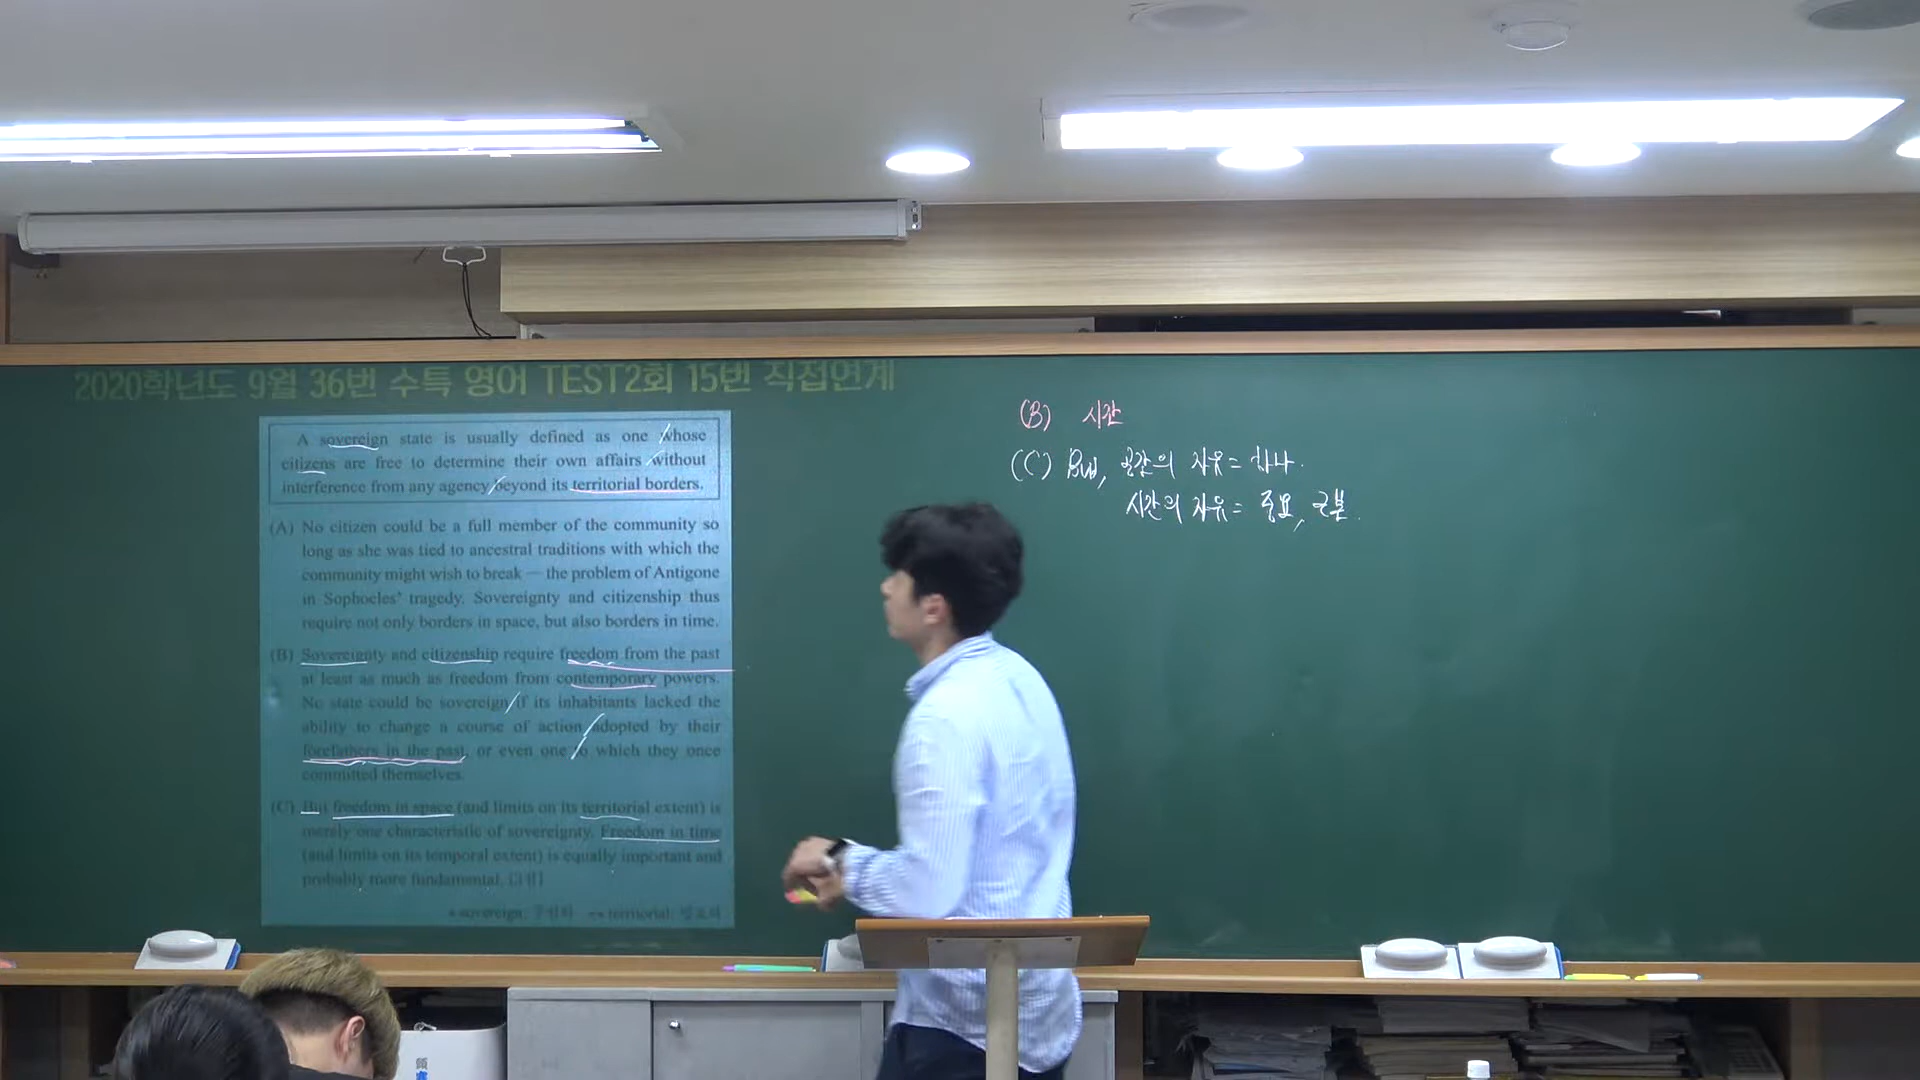 2020학년도 9월 36번 수특 영어 TEST2회 15번 직접연계
A sovereign state is usually defined as one whose
citizens are free to determine their own affairs without
interference from any agency beyond its territorial borders.
(A) No citizen could be a full member of the community so
long as she was tied to ancestral traditions with which the
community might wish to break — the problem of Antigone
in Sophocles' tragedy. Sovereignty and citizenship thus
require not only borders in space, but also borders in time.
(B) Sovereignty and citizenship require freedom from the past
at least as much as freedom from contemporary powers.
No state could be sovereign if its inhabitants lacked the
ability to change a course of action adopted by their
forefathers in the past, or even one to which they once
committed themselves.
(C) But freedom in space (and limits on its territorial extent) is
merely one characteristic of sovereignty. Freedom in time
(and limits on its temporal extent) is equally important and
probably more fundamental. [3점]
* sovereign: ** territorial:
(B) 시간
(C) But, 공간의 자유= 하나.
시간의 자유= 중요, 근본.